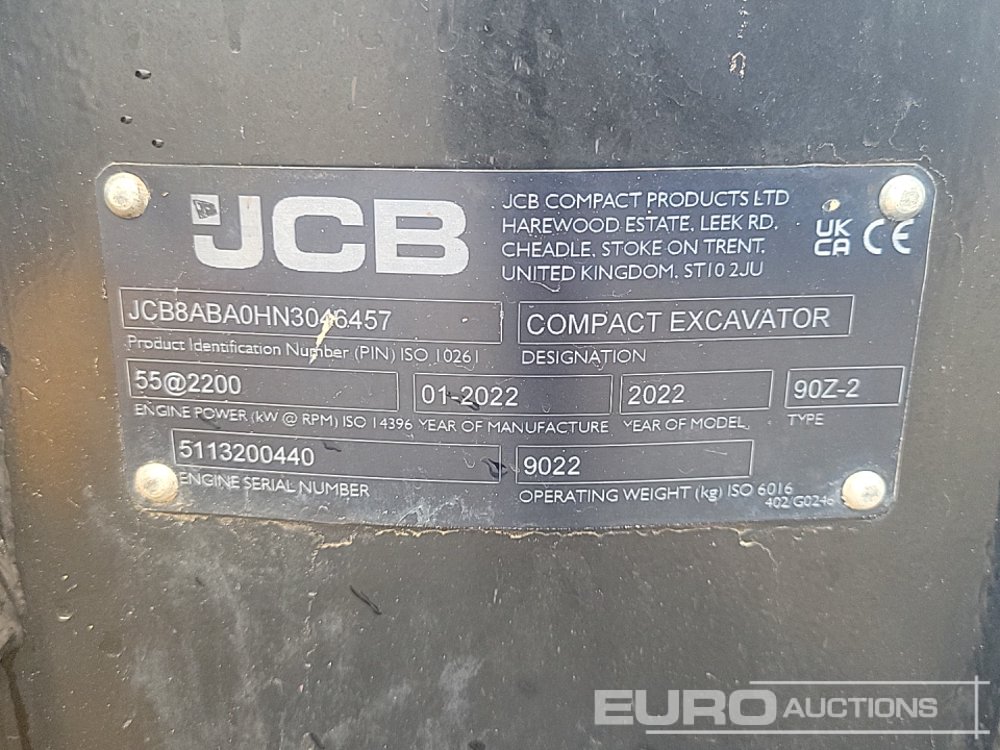 JCB
JCB COMPACT PRODUCTS LTD
HAREWOOD ESTATE, LEEK RD,
CHEADLE, STOKE ON TRENT,
UNITED KINGDOM, ST10 2JU
UK
CA
CE
JCB8ABA0HN3046457
Product Identification Number (PIN) ISO 10261
COMPACT EXCAVATOR
DESIGNATION
55@2200
ENGINE POWER (kW @ RPM) ISO 14396
01-2022
YEAR OF MANUFACTURE
2022
YEAR OF MODEL
90Z-2
TYPE
5113200440
ENGINE SERIAL NUMBER
9022
OPERATING WEIGHT (kg) ISO 6016
EURO AUCTIONS